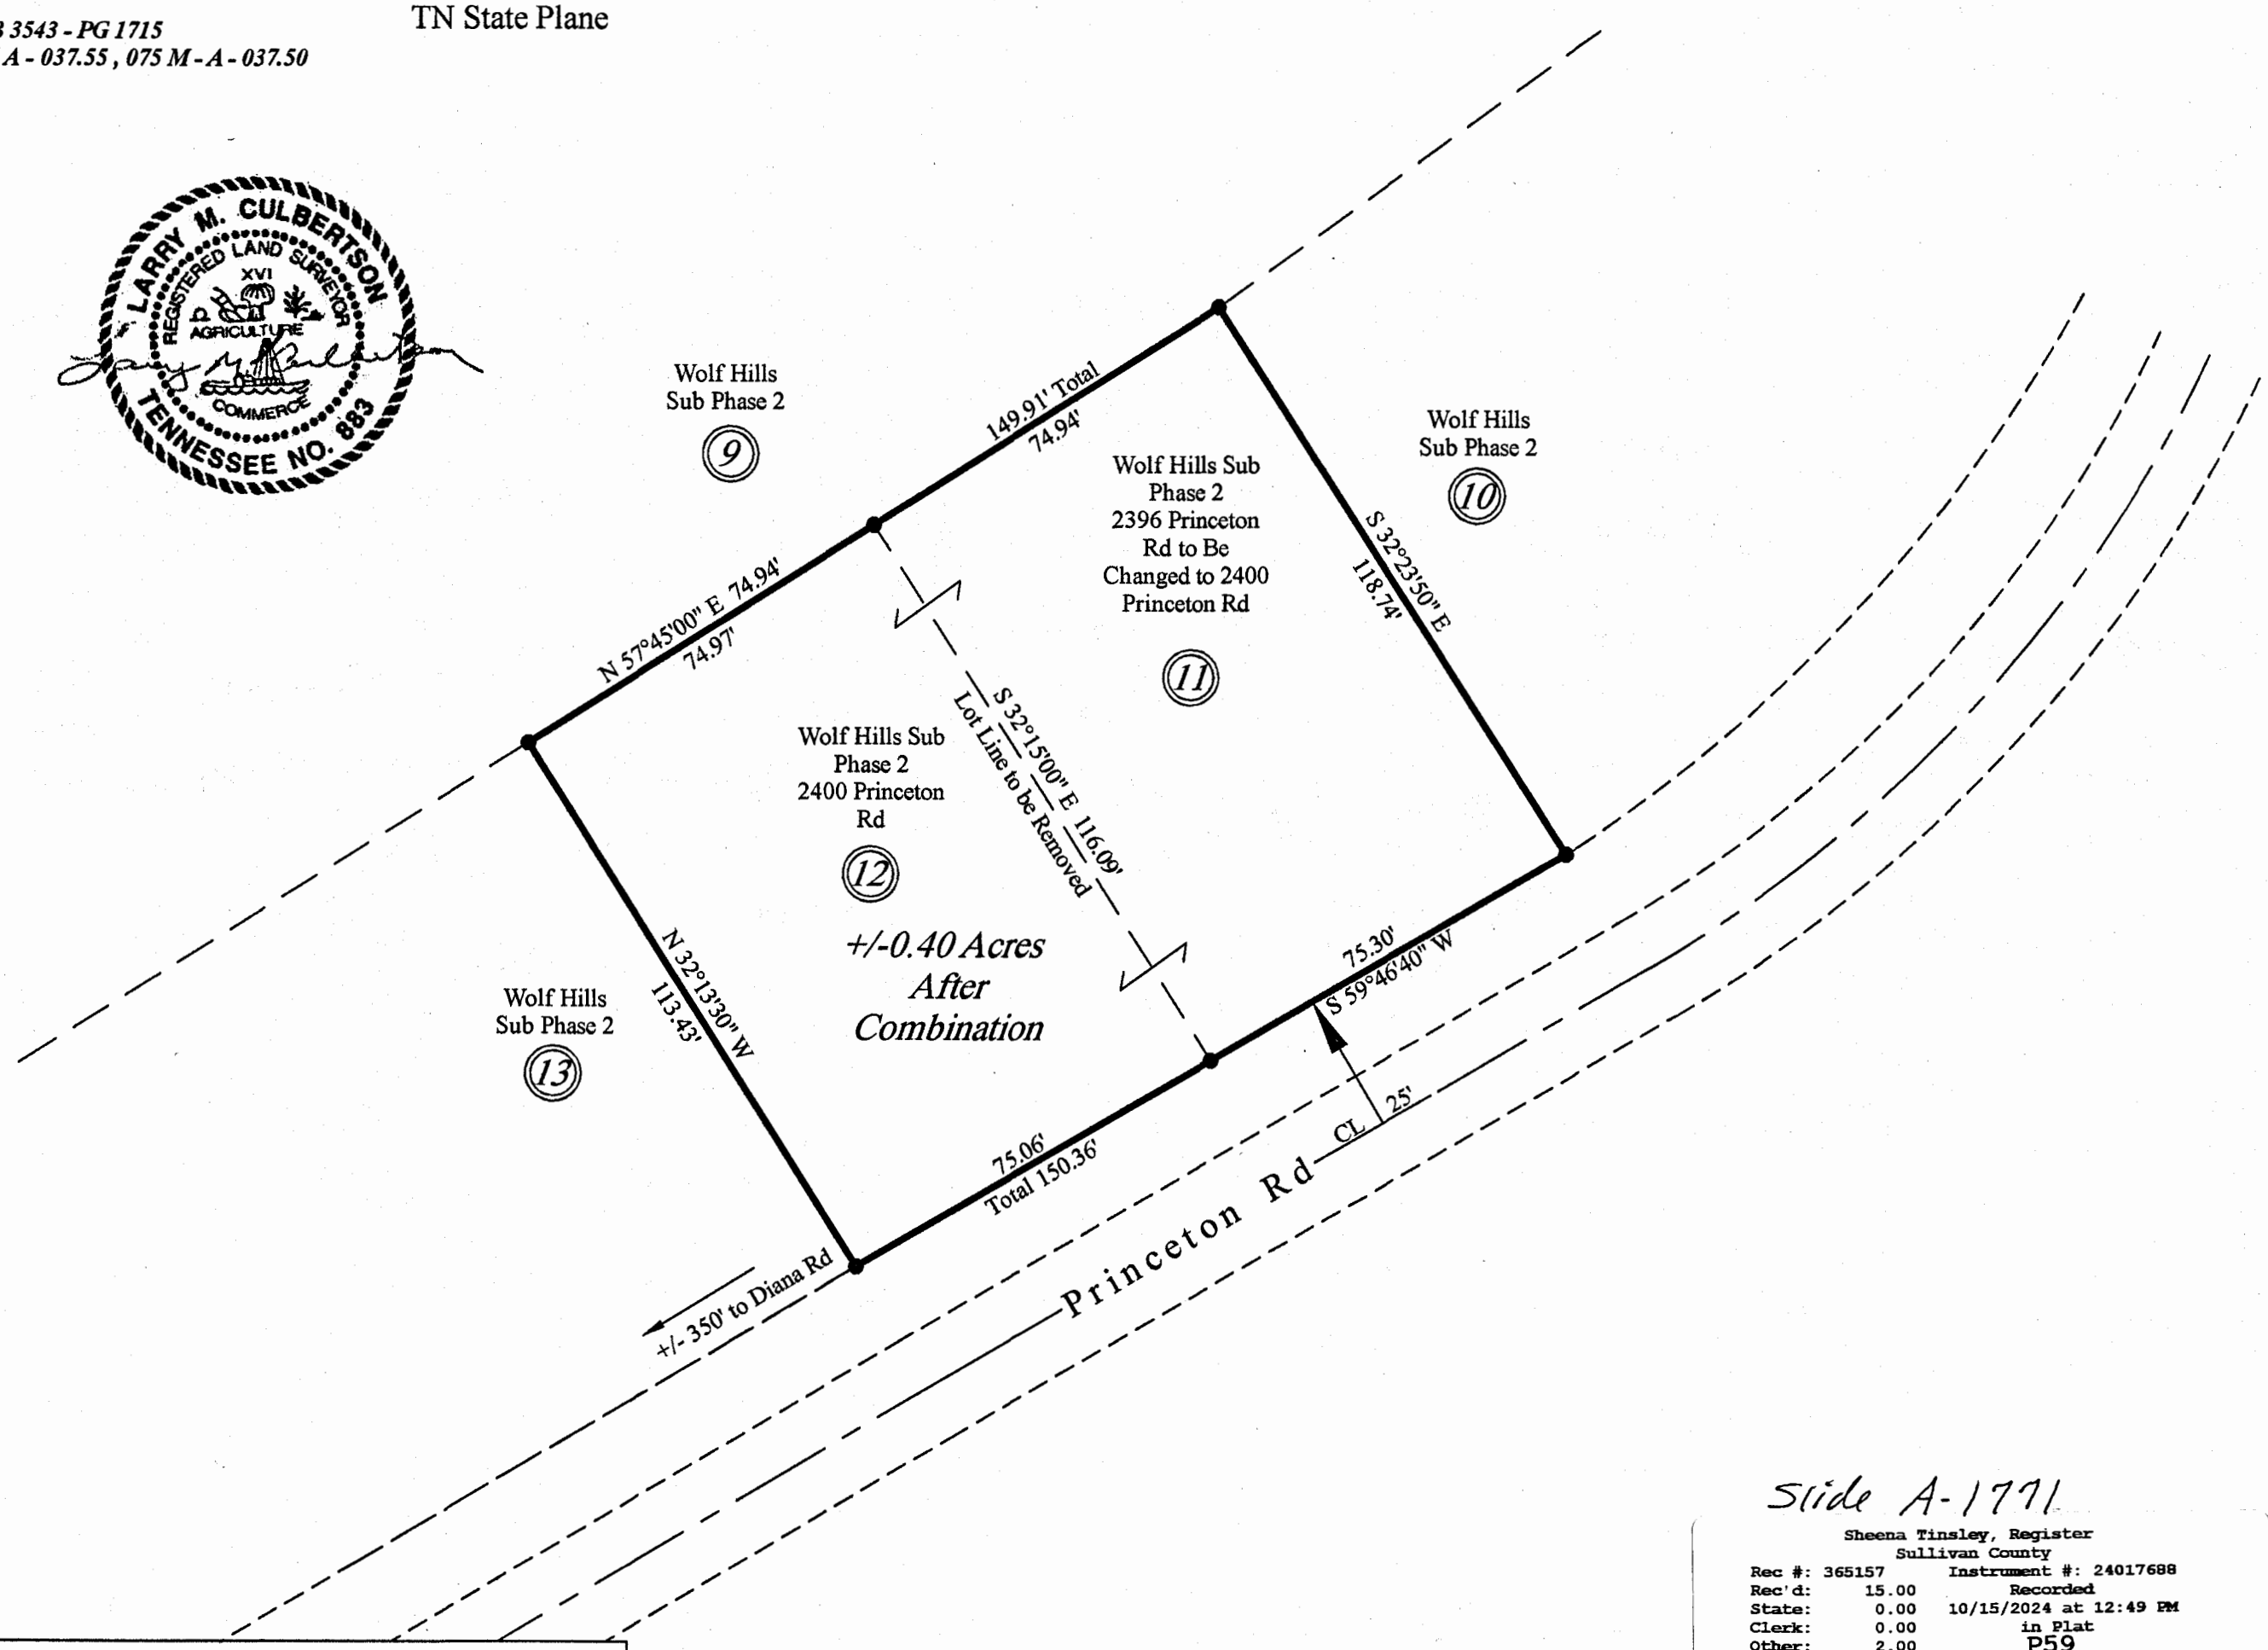 TN State Plane
3543 - PG 1715
A - 037.55 , 075 M - A - 037.50
LARRY M. CULBERTSON
REGISTERED LAND SURVEYOR
XVI
AGRICULTURE
COMMERCE
TENNESSEE NO. 883
Wolf Hills
Sub Phase 2
9
149.91' Total
74.94'
Wolf Hills Sub
Phase 2
2396 Princeton
Rd to Be
Changed to 2400
Princeton Rd
11
Wolf Hills
Sub Phase 2
10
S 32°23'50" E
118.74'
N 57°45'00" E 74.94'
74.97'
S 32°15'00" E 116.09'
Lot Line to be Removed
Wolf Hills Sub
Phase 2
2400 Princeton
Rd
12
+/-0.40 Acres
After
Combination
N 32°13'30" W
113.43'
Wolf Hills
Sub Phase 2
13
75.30'
S 59°46'40" W
75.06'
Total 150.36'
CL 25'
Princeton Rd
+/- 350' to Diana Rd
Slide A-1771
Sheena Tinsley, Register
Sullivan County
Rec #: 365157 Instrument #: 24017688
Rec'd: 15.00 Recorded
State: 0.00 10/15/2024 at 12:49 PM
Clerk: 0.00 in Plat
Other: 2.00 P59